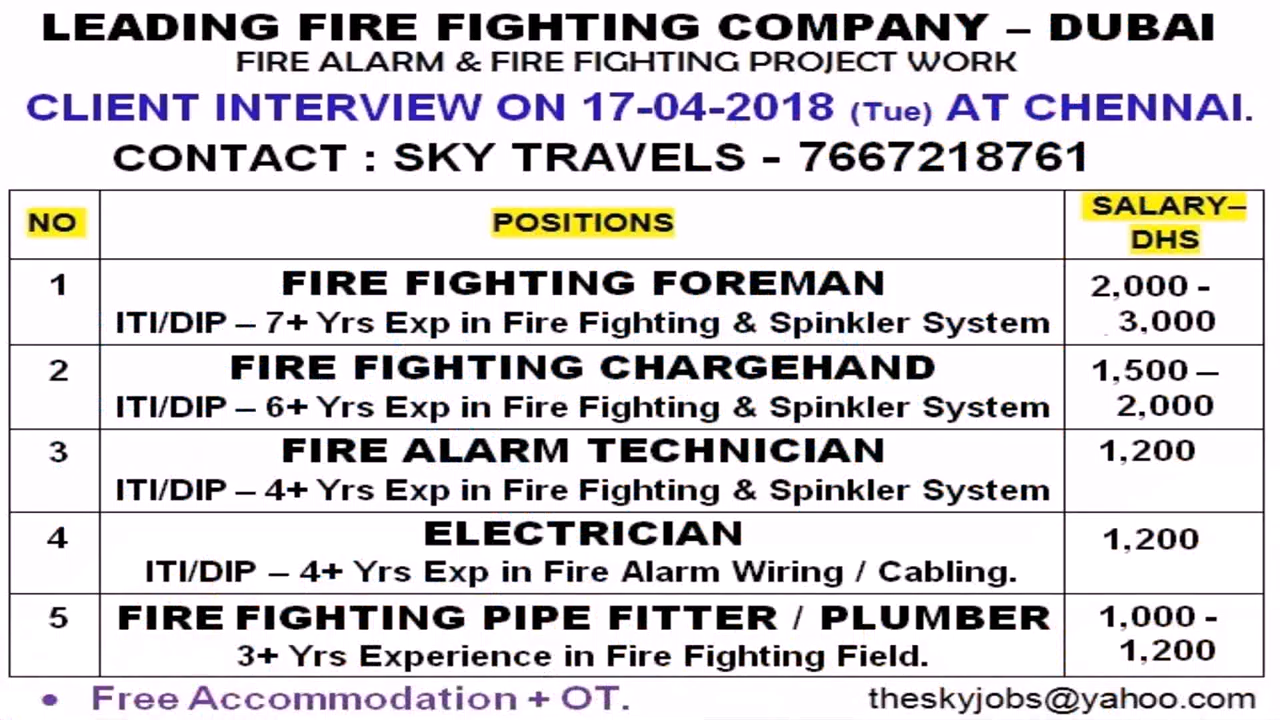 LEADING FIRE FIGHTING COMPANY – DUBAI
FIRE ALARM & FIRE FIGHTING PROJECT WORK
CLIENT INTERVIEW ON 17-04-2018 (Tue) AT CHENNAI.
CONTACT : SKY TRAVELS - 7667218761
NO POSITIONS SALARY–
DHS
1 FIRE FIGHTING FOREMAN 2,000 -
ITI/DIP – 7+ Yrs Exp in Fire Fighting & Spinkler System 3,000
2 FIRE FIGHTING CHARGEHAND 1,500 –
ITI/DIP – 6+ Yrs Exp in Fire Fighting & Spinkler System 2,000
3 FIRE ALARM TECHNICIAN 1,200
ITI/DIP – 4+ Yrs Exp in Fire Fighting & Spinkler System
4 ELECTRICIAN 1,200
ITI/DIP – 4+ Yrs Exp in Fire Alarm Wiring / Cabling.
5 FIRE FIGHTING PIPE FITTER / PLUMBER 1,000 -
3+ Yrs Experience in Fire Fighting Field. 1,200
• Free Accommodation + OT. theskyjobs@yahoo.com